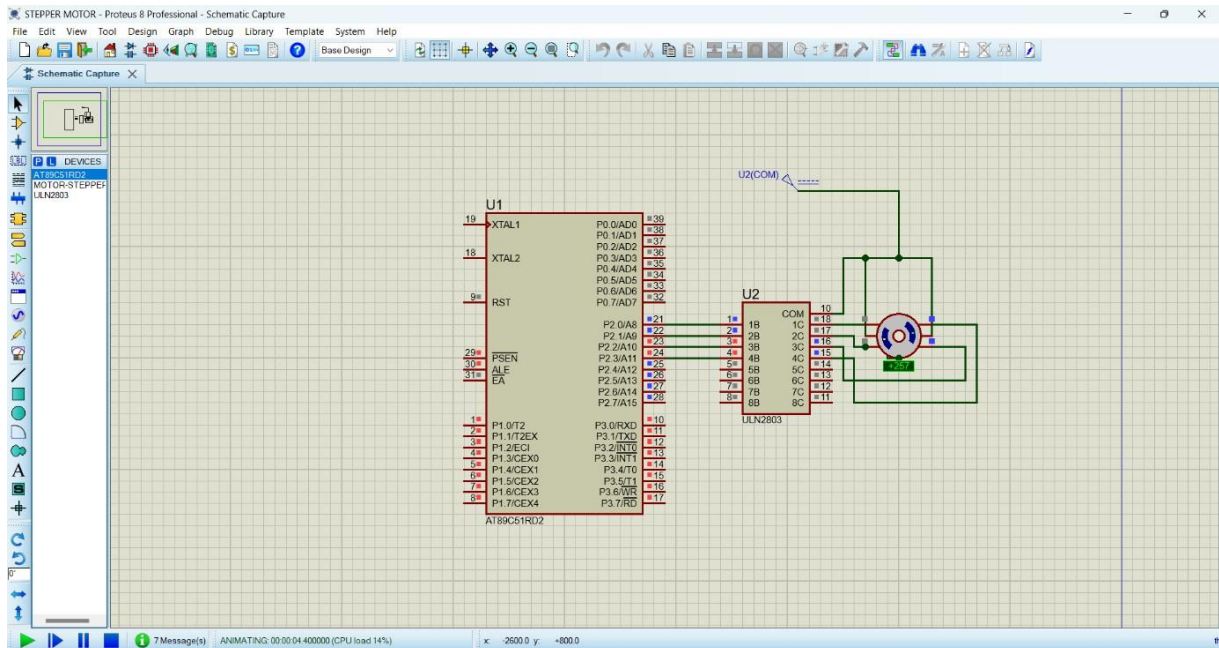 STEPPER MOTOR - Proteus 8 Professional - Schematic Capture
File Edit View Tool Design Graph Debug Library Template System Help
Base Design
Schematic Capture
P L DEVICES
AT89C51RD2
MOTOR-STEPPER
ULN2803
U2(COM)
U1
19 XTAL1 P0.0/AD0 39
P0.1/AD1 38
P0.2/AD2 37
18 XTAL2 P0.3/AD3 36
P0.4/AD4 35
P0.5/AD5 34
P0.6/AD6 33
9 RST P0.7/AD7 32
P2.0/A8 21
P2.1/A9 22
P2.2/A10 23
29 PSEN P2.3/A11 24
30 ALE P2.4/A12 25
31 EA P2.5/A13 26
P2.6/A14 27
P2.7/A15 28
1 P1.0/T2 P3.0/RXD 10
2 P1.1/T2EX P3.1/TXD 11
3 P1.2/ECI P3.2/INT0 12
4 P1.3/CEX0 P3.3/INT1 13
5 P1.4/CEX1 P3.4/T0 14
6 P1.5/CEX2 P3.5/T1 15
7 P1.6/CEX3 P3.6/WR 16
8 P1.7/CEX4 P3.7/RD 17
AT89C51RD2
U2
COM 10
1 1B 1C 18
2 2B 2C 17
3 3B 3C 16
4 4B 4C 15
5 5B 5C 14
6 6B 6C 13
7 7B 7C 12
8 8B 8C 11
ULN2803
+257
7 Message(s) ANIMATING: 00:00:04.400000 (CPU load 14%) x: -2600.0 y: +800.0